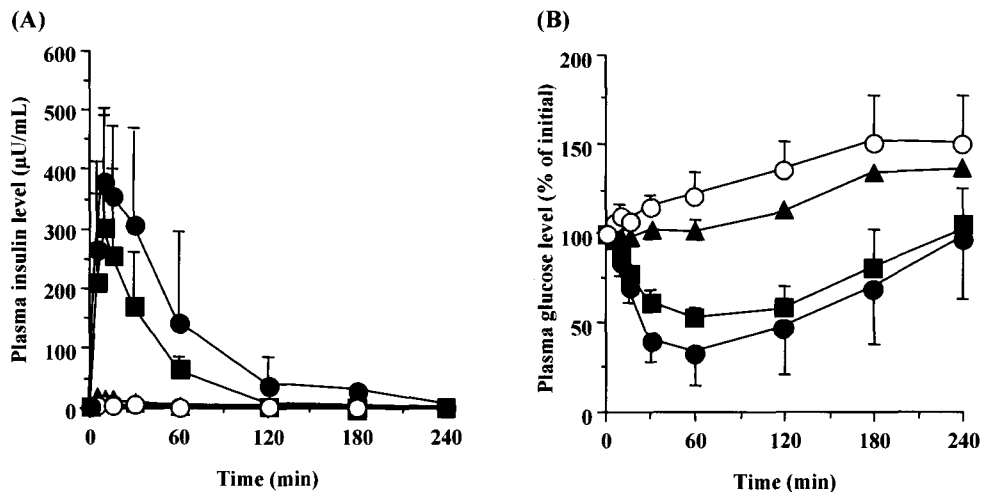 (A)
600
500
400
300
200
100
0
Plasma insulin level (µU/mL)
0 60 120 180 240
Time (min)
(B)
200
150
100
50
0
Plasma glucose level (% of initial)
0 60 120 180 240
Time (min)